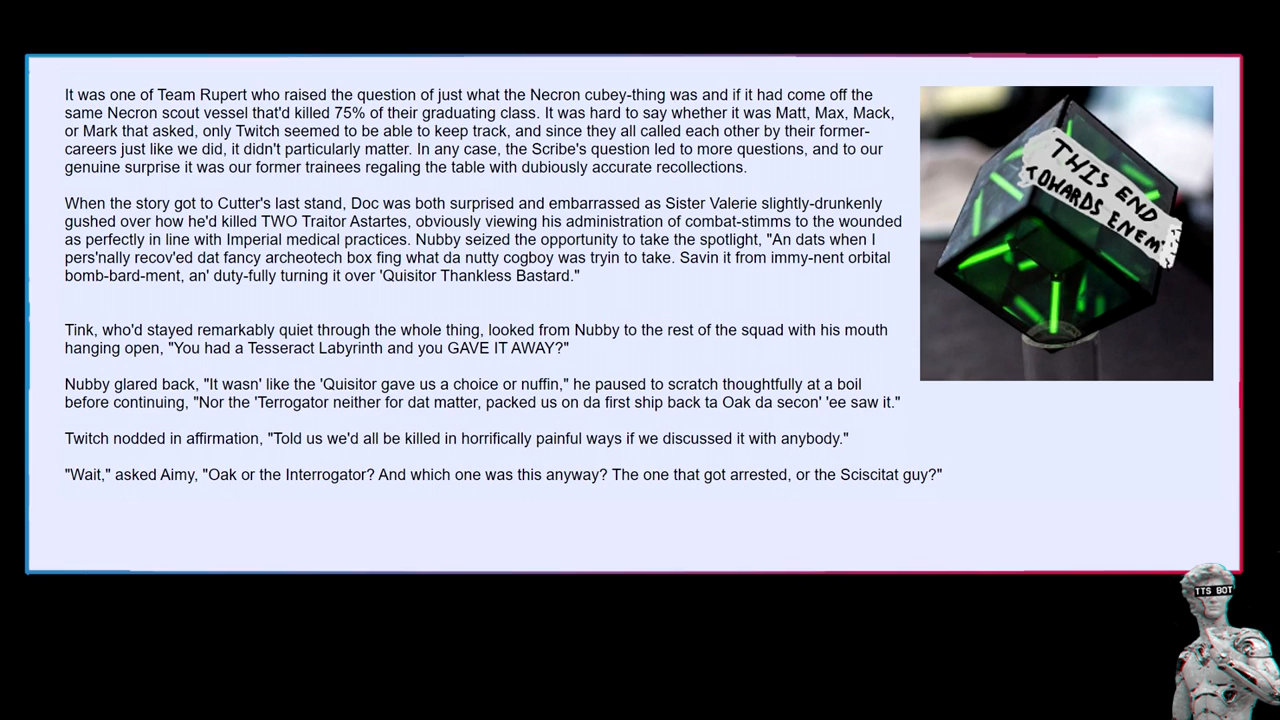 It was one of Team Rupert who raised the question of just what the Necron cubey-thing was and if it had come off the
same Necron scout vessel that'd killed 75% of their graduating class. It was hard to say whether it was Matt, Max, Mack,
or Mark that asked, only Twitch seemed to be able to keep track, and since they all called each other by their former-
careers just like we did, it didn't particularly matter. In any case, the Scribe's question led to more questions, and to our
genuine surprise it was our former trainees regaling the table with dubiously accurate recollections.
When the story got to Cutter's last stand, Doc was both surprised and embarrassed as Sister Valerie slightly-drunkenly
gushed over how he'd killed TWO Traitor Astartes, obviously viewing his administration of combat-stimms to the wounded
as perfectly in line with Imperial medical practices. Nubby seized the opportunity to take the spotlight, "An dats when I
pers'nally recov'ed dat fancy archeotech box fing what da nutty cogboy was tryin to take. Savin it from immy-nent orbital
bomb-bard-ment, an' duty-fully turning it over 'Quisitor Thankless Bastard."
Tink, who'd stayed remarkably quiet through the whole thing, looked from Nubby to the rest of the squad with his mouth
hanging open, "You had a Tesseract Labyrinth and you GAVE IT AWAY?"
Nubby glared back, "It wasn' like the 'Quisitor gave us a choice or nuffin," he paused to scratch thoughtfully at a boil
before continuing, "Nor the 'Terrogator neither for dat matter, packed us on da first ship back ta Oak da secon' 'ee saw it."
Twitch nodded in affirmation, "Told us we'd all be killed in horrifically painful ways if we discussed it with anybody."
"Wait," asked Aimy, "Oak or the Interrogator? And which one was this anyway? The one that got arrested, or the Sciscitat guy?"
THIS END
TOWARDS ENEM
TTS BOT